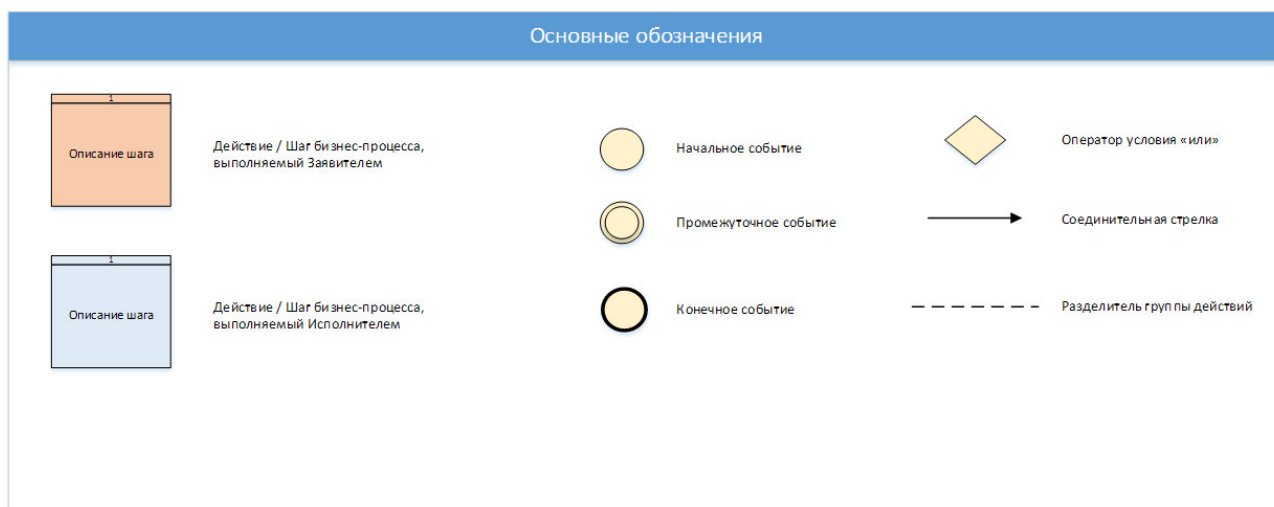 Основные обозначения
1
Описание шага
Действие / Шаг бизнес-процесса,
выполняемый Заявителем
1
Описание шага
Действие / Шаг бизнес-процесса,
выполняемый Исполнителем
Начальное событие
Промежуточное событие
Конечное событие
Оператор условия «или»
Соединительная стрелка
Разделитель группы действий